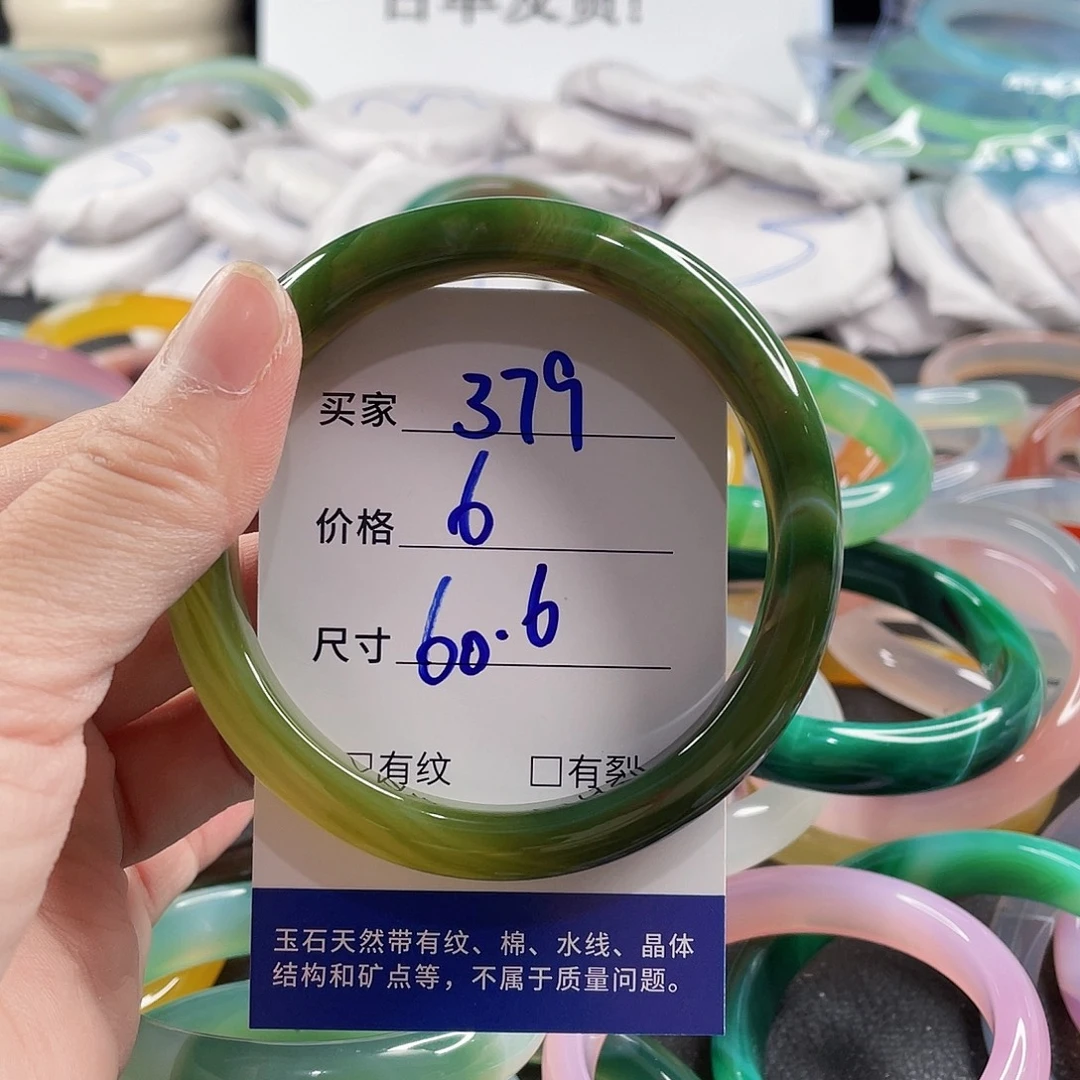 买家 379
价格 6
尺寸 60.6
□有纹 □有裂
玉石天然带有纹、棉、水线、晶体
结构和矿点等，不属于质量问题。